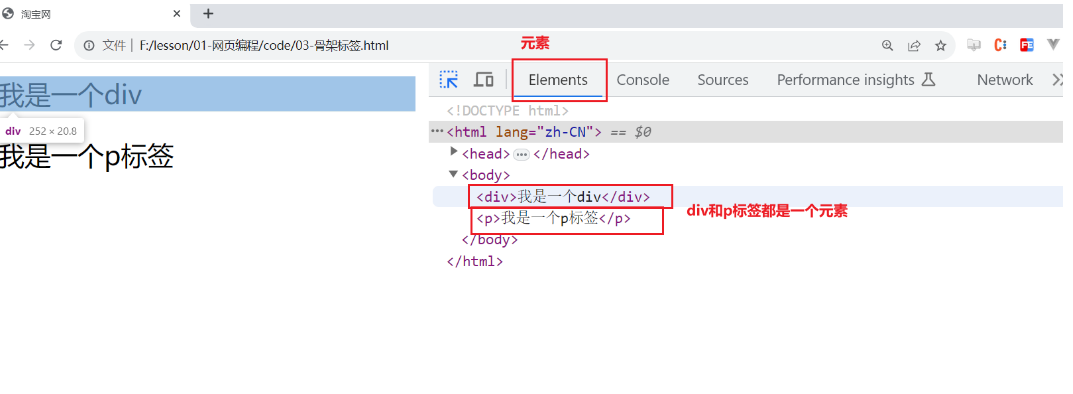 淘宝网
文件 | F:/lesson/01-网页编程/code/03-骨架标签.html
元素
Elements Console Sources Performance insights Network
我是一个div
div 252 × 20.8
我是一个p标签
<!DOCTYPE html>
<html lang="zh-CN"> == $0
<head> </head>
<body>
<div>我是一个div</div>
<p>我是一个p标签</p>
div和p标签都是一个元素
</body>
</html>